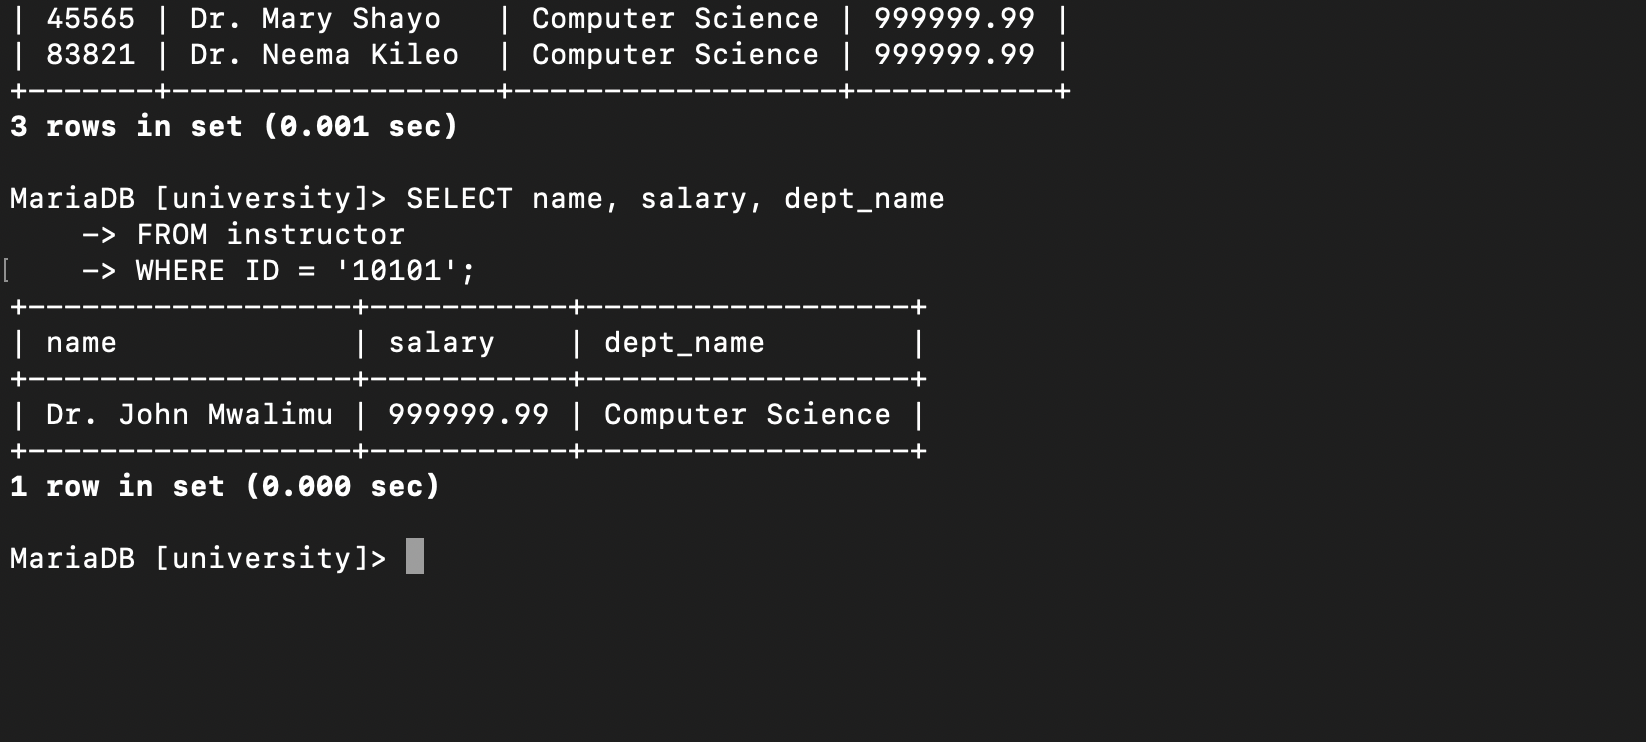 | 45565 | Dr. Mary Shayo   | Computer Science | 999999.99 |
| 83821 | Dr. Neema Kileo  | Computer Science | 999999.99 |
+-------+------------------+------------------+-----------+
3 rows in set (0.001 sec)
MariaDB [university]> SELECT name, salary, dept_name
    -> FROM instructor
[    -> WHERE ID = '10101';
+------------------+-----------+------------------+
| name             | salary    | dept_name        |
+------------------+-----------+------------------+
| Dr. John Mwalimu | 999999.99 | Computer Science |
+------------------+-----------+------------------+
1 row in set (0.000 sec)
MariaDB [university]>